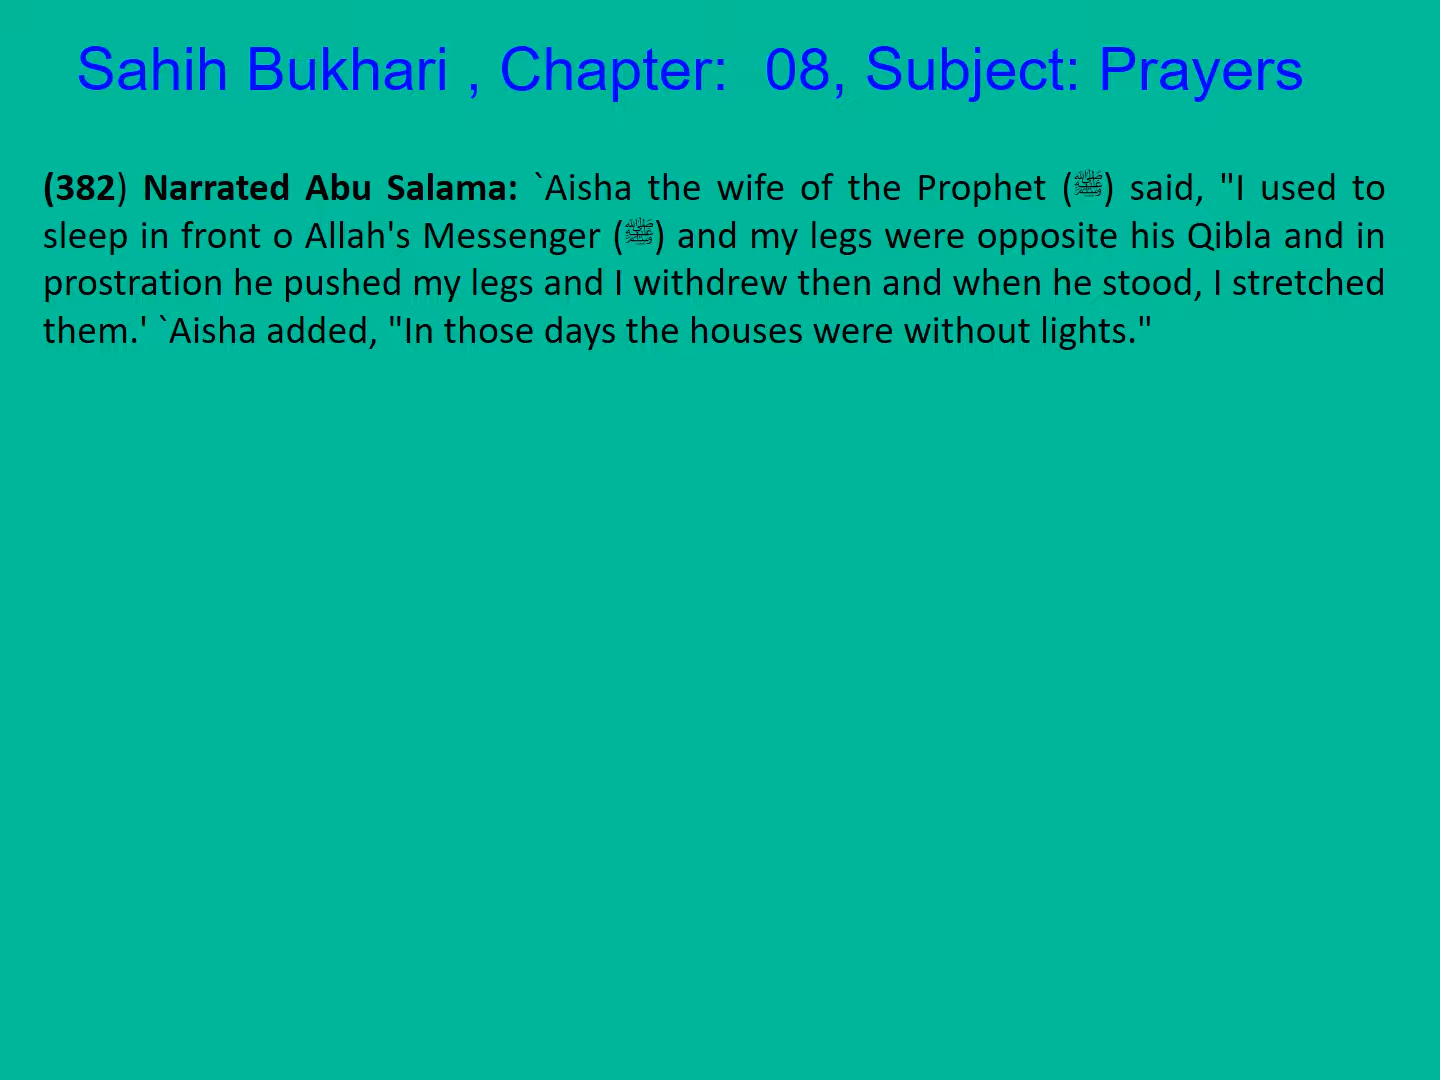 Sahih Bukhari , Chapter:  08, Subject: Prayers
(382) Narrated Abu Salama: `Aisha the wife of the Prophet (ﷺ) said, "I used to
sleep in front o Allah's Messenger (ﷺ) and my legs were opposite his Qibla and in
prostration he pushed my legs and I withdrew then and when he stood, I stretched
them.' `Aisha added, "In those days the houses were without lights."